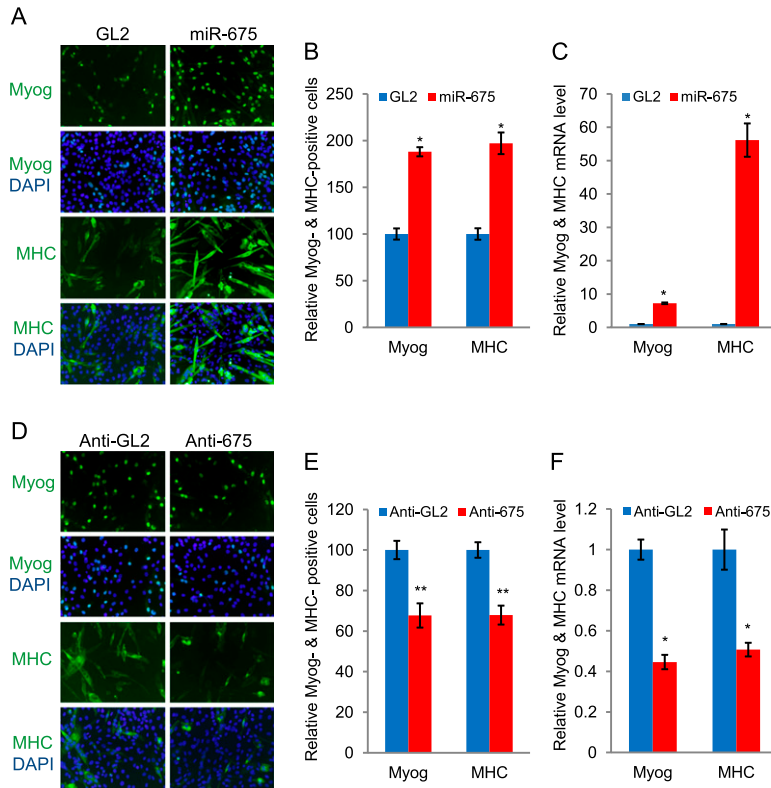 A
GL2 miR-675
Myog
Myog
DAPI
MHC
MHC
DAPI
B
GL2 miR-675
Relative Myog- & MHC-positive cells
250
200
150
100
50
0
* *
Myog MHC
C
GL2 miR-675
Relative Myog & MHC mRNA level
70
60
50
40
30
20
10
0
* *
Myog MHC
D
Anti-GL2 Anti-675
Myog
Myog
DAPI
MHC
MHC
DAPI
E
Anti-GL2 Anti-675
Relative Myog- & MHC- positive cells
120
100
80
60
40
20
0
** **
Myog MHC
F
Anti-GL2 Anti-675
Relative Myog & MHC mRNA level
1.2
1
0.8
0.6
0.4
0.2
0
* *
Myog MHC